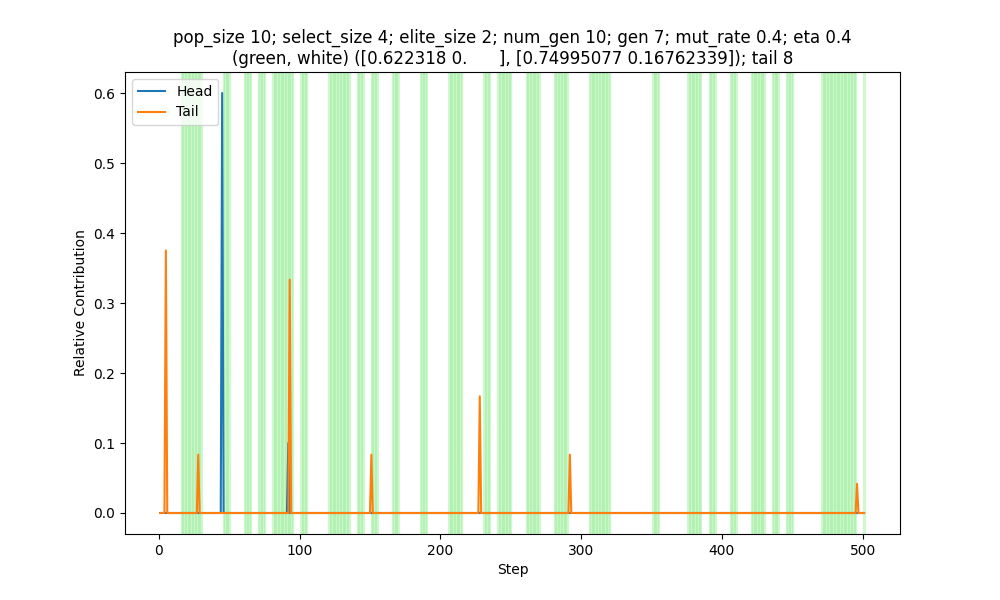 pop_size 10; select_size 4; elite_size 2; num_gen 10; gen 7; mut_rate 0.4; eta 0.4
(green, white) ([0.622318 0.      ], [0.74995077 0.16762339]); tail 8
Head
Tail
0.6
0.5
0.4
0.3
0.2
0.1
0.0
Relative Contribution
0 100 200 300 400 500
Step